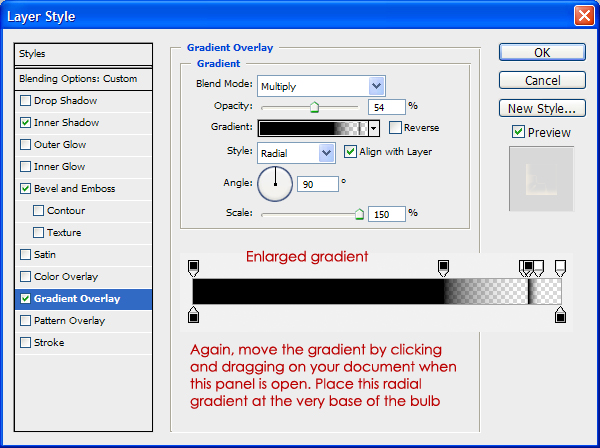 Layer Style
Styles
Blending Options: Custom
Drop Shadow
Inner Shadow
Outer Glow
Inner Glow
Bevel and Emboss
Contour
Texture
Satin
Color Overlay
Gradient Overlay
Pattern Overlay
Stroke
Gradient Overlay
Gradient
Blend Mode: Multiply
Opacity: 54 %
Gradient: Reverse
Style: Radial Align with Layer
Angle: 90 °
Scale: 150 %
Enlarged gradient
Again, move the gradient by clicking
and dragging on your document when
this panel is open. Place this radial
gradient at the very base of the bulb
OK
Cancel
New Style...
Preview